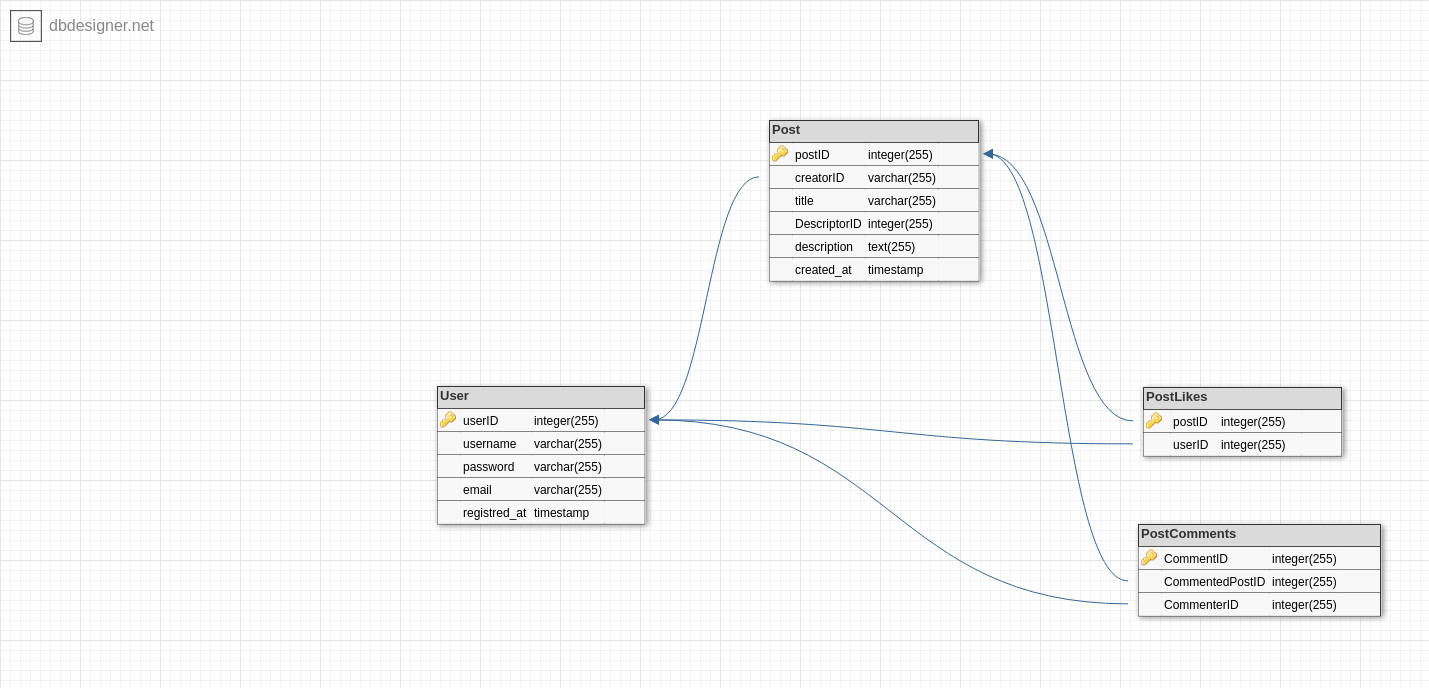 dbdesigner.net
Post
postID integer(255)
creatorID varchar(255)
title varchar(255)
DescriptorID integer(255)
description text(255)
created_at timestamp
User
userID integer(255)
username varchar(255)
password varchar(255)
email varchar(255)
registred_at timestamp
PostLikes
postID integer(255)
userID integer(255)
PostComments
CommentID integer(255)
CommentedPostID integer(255)
CommenterID integer(255)